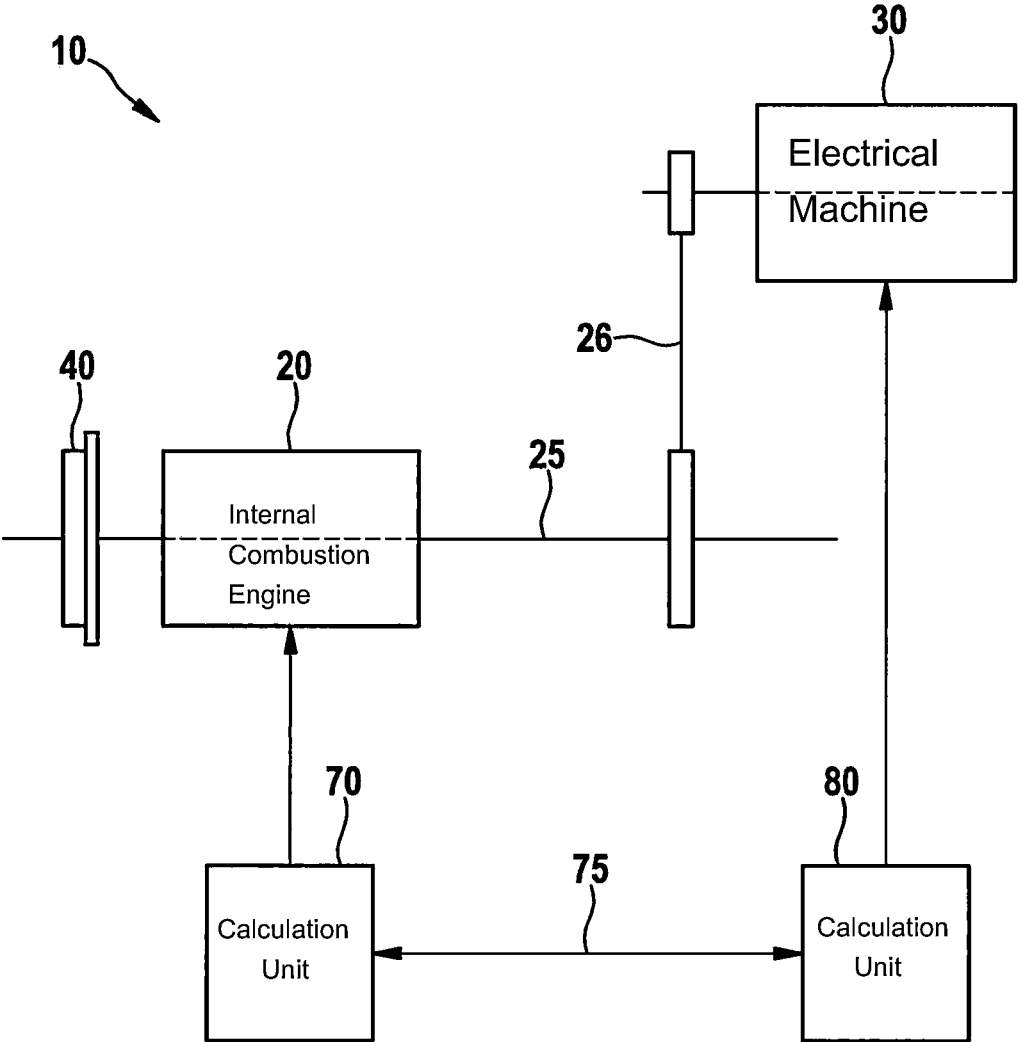 10
30
Electrical
Machine
26
40
20
25
Internal
Combustion
Engine
70
80
75
Calculation
Unit
Calculation
Unit